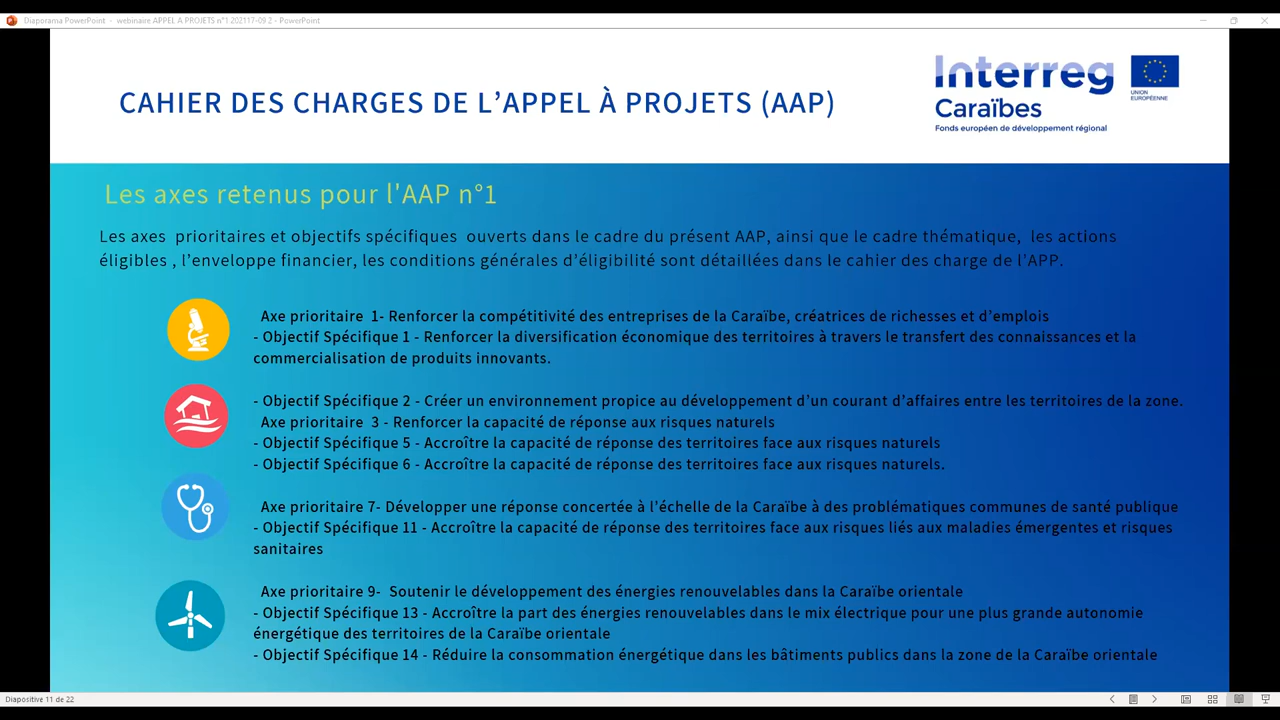 Diaporama PowerPoint - webinaire APPEL A PROJETS n°1 202117-09 2 - PowerPoint
CAHIER DES CHARGES DE L'APPEL À PROJETS (AAP)
Interreg
UNION
EUROPÉENNE
Caraïbes
Fonds européen de développement régional
Les axes retenus pour l'AAP n°1
Les axes prioritaires et objectifs spécifiques ouverts dans le cadre du présent AAP, ainsi que le cadre thématique, les actions
éligibles , l'enveloppe financier, les conditions générales d'éligibilité sont détaillées dans le cahier des charge de l'APP.
Axe prioritaire 1- Renforcer la compétitivité des entreprises de la Caraïbe, créatrices de richesses et d'emplois
- Objectif Spécifique 1 - Renforcer la diversification économique des territoires à travers le transfert des connaissances et la
commercialisation de produits innovants.
- Objectif Spécifique 2 - Créer un environnement propice au développement d'un courant d'affaires entre les territoires de la zone.
Axe prioritaire 3 - Renforcer la capacité de réponse aux risques naturels
- Objectif Spécifique 5 - Accroître la capacité de réponse des territoires face aux risques naturels
- Objectif Spécifique 6 - Accroître la capacité de réponse des territoires face aux risques naturels.
Axe prioritaire 7- Développer une réponse concertée à l'échelle de la Caraïbe à des problématiques communes de santé publique
- Objectif Spécifique 11 - Accroître la capacité de réponse des territoires face aux risques liés aux maladies émergentes et risques
sanitaires
Axe prioritaire 9- Soutenir le développement des énergies renouvelables dans la Caraïbe orientale
- Objectif Spécifique 13 - Accroître la part des énergies renouvelables dans le mix électrique pour une plus grande autonomie
énergétique des territoires de la Caraïbe orientale
- Objectif Spécifique 14 - Réduire la consommation énergétique dans les bâtiments publics dans la zone de la Caraïbe orientale
Diapositive 11 de 22